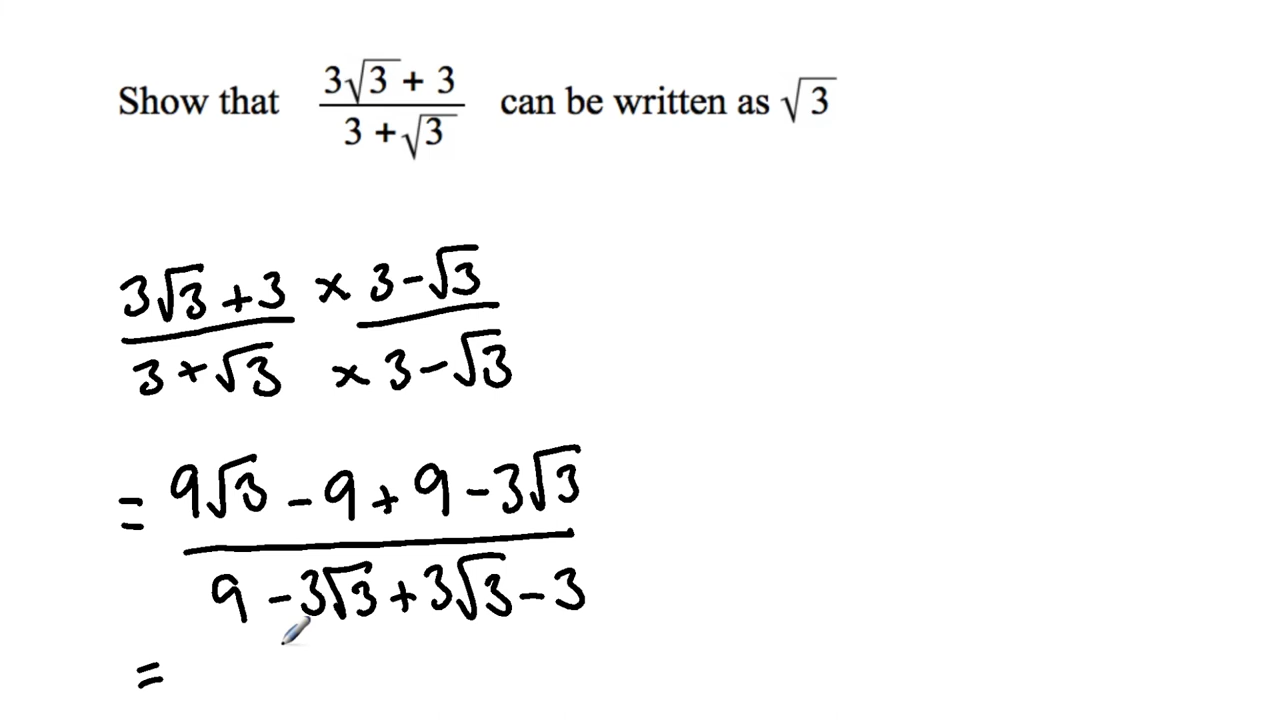 Show that (3√3 + 3)/(3 + √3) can be written as √3
3√3 + 3 × 3 - √3
3 + √3 × 3 - √3
= 9√3 - 9 + 9 - 3√3
9 - 3√3 + 3√3 - 3
=